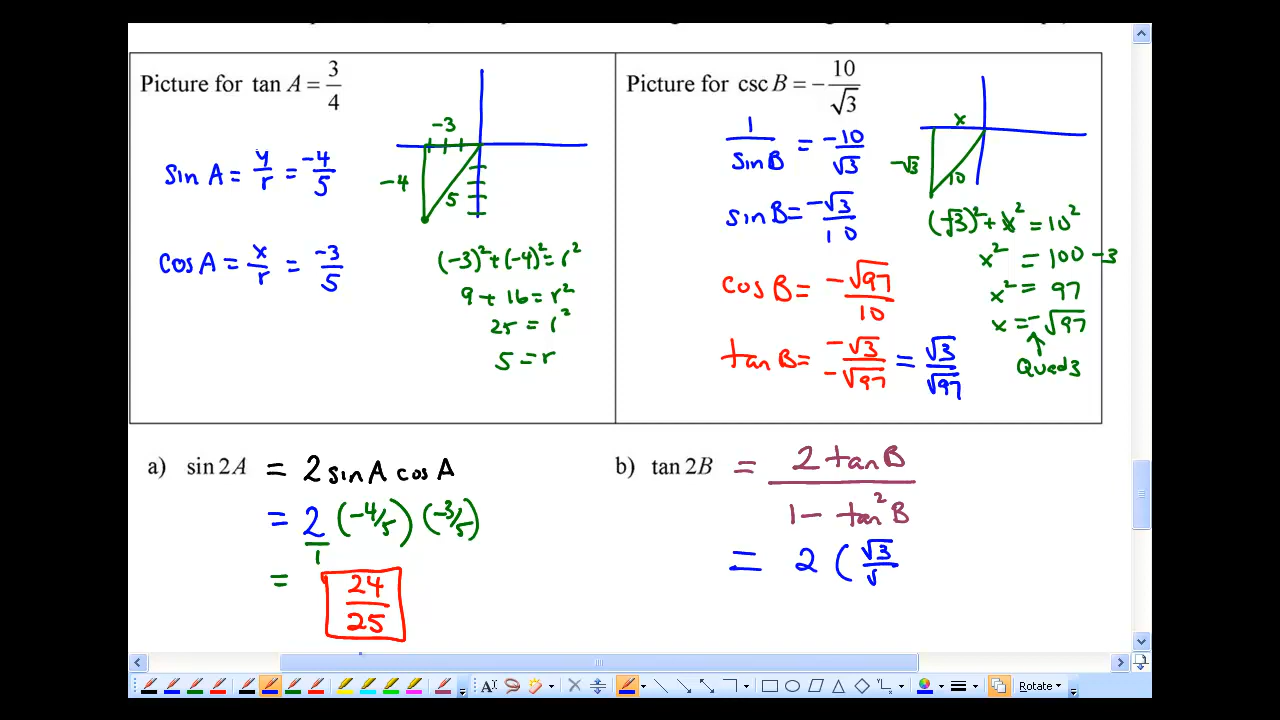 Picture for tan A = 3/4
sin A = y/r = -4/5
cos A = x/r = -3/5
-3
-4
5
(-3)² + (-4)² = r²
9 + 16 = r²
25 = r²
5 = r
Picture for csc B = - 10/√3
1/sin B = -10/√3
sin B = -√3/10
cos B = -√97/10
tan B = -√3/-√97 = √3/√97
x
-√3
10
(-√3)² + x² = 10²
x² = 100 - 3
x² = 97
x = -√97
Quad 3
a) sin 2A = 2 sin A cos A
= 2/1 (-4/5) (-3/5)
= 24/25
b) tan 2B = 2 tan B / 1 - tan² B
= 2 ( √3/√
Rotate